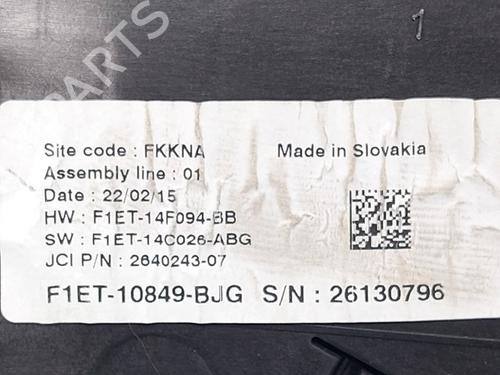 1
B-PARTS
Site code : FKKNA
Made in Slovakia
Assembly line : 01
Date : 22/02/15
HW : F1ET-14F094-BB
SW : F1ET-14C026-ABG
JCI P/N : 2640243-07
F1ET-10849-BJG S/N : 26130796